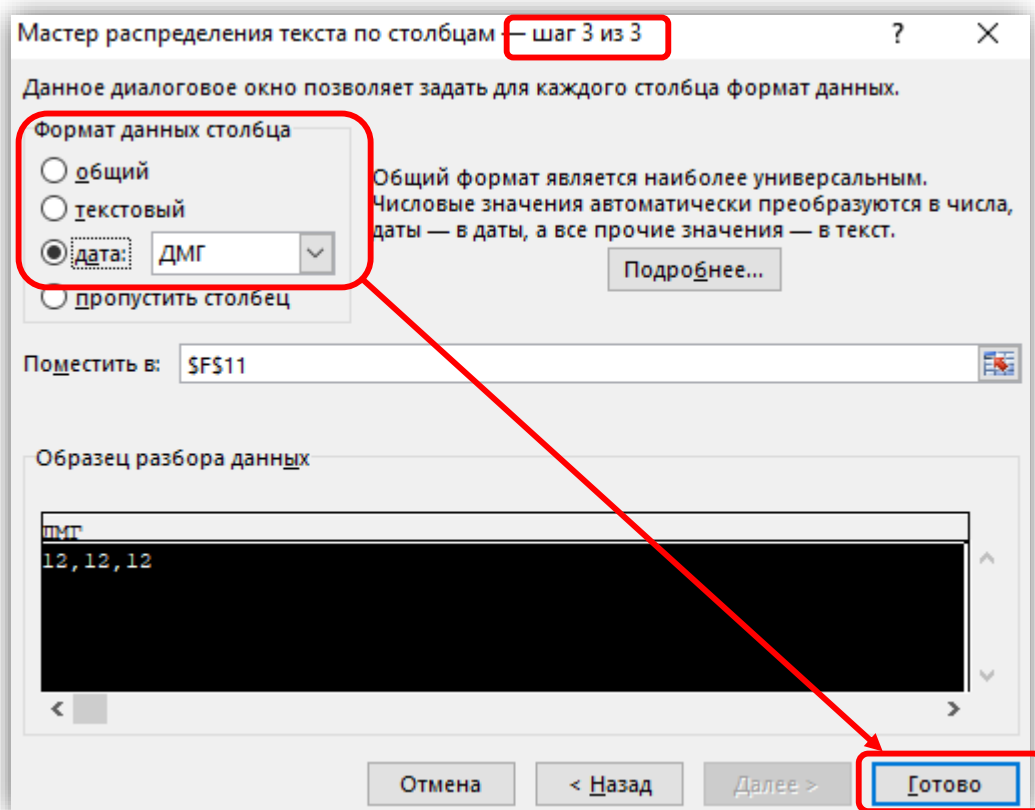 Мастер распределения текста по столбцам — шаг 3 из 3 ?
Данное диалоговое окно позволяет задать для каждого столбца формат данных.
Формат данных столбца
общий
текстовый
дата: ДМГ
пропустить столбец
Общий формат является наиболее универсальным.
Числовые значения автоматически преобразуются в числа,
даты — в даты, а все прочие значения — в текст.
Подробнее...
Поместить в: $F$11
Образец разбора данных
ДМГ
12,12,12
Отмена < Назад Далее > Готово